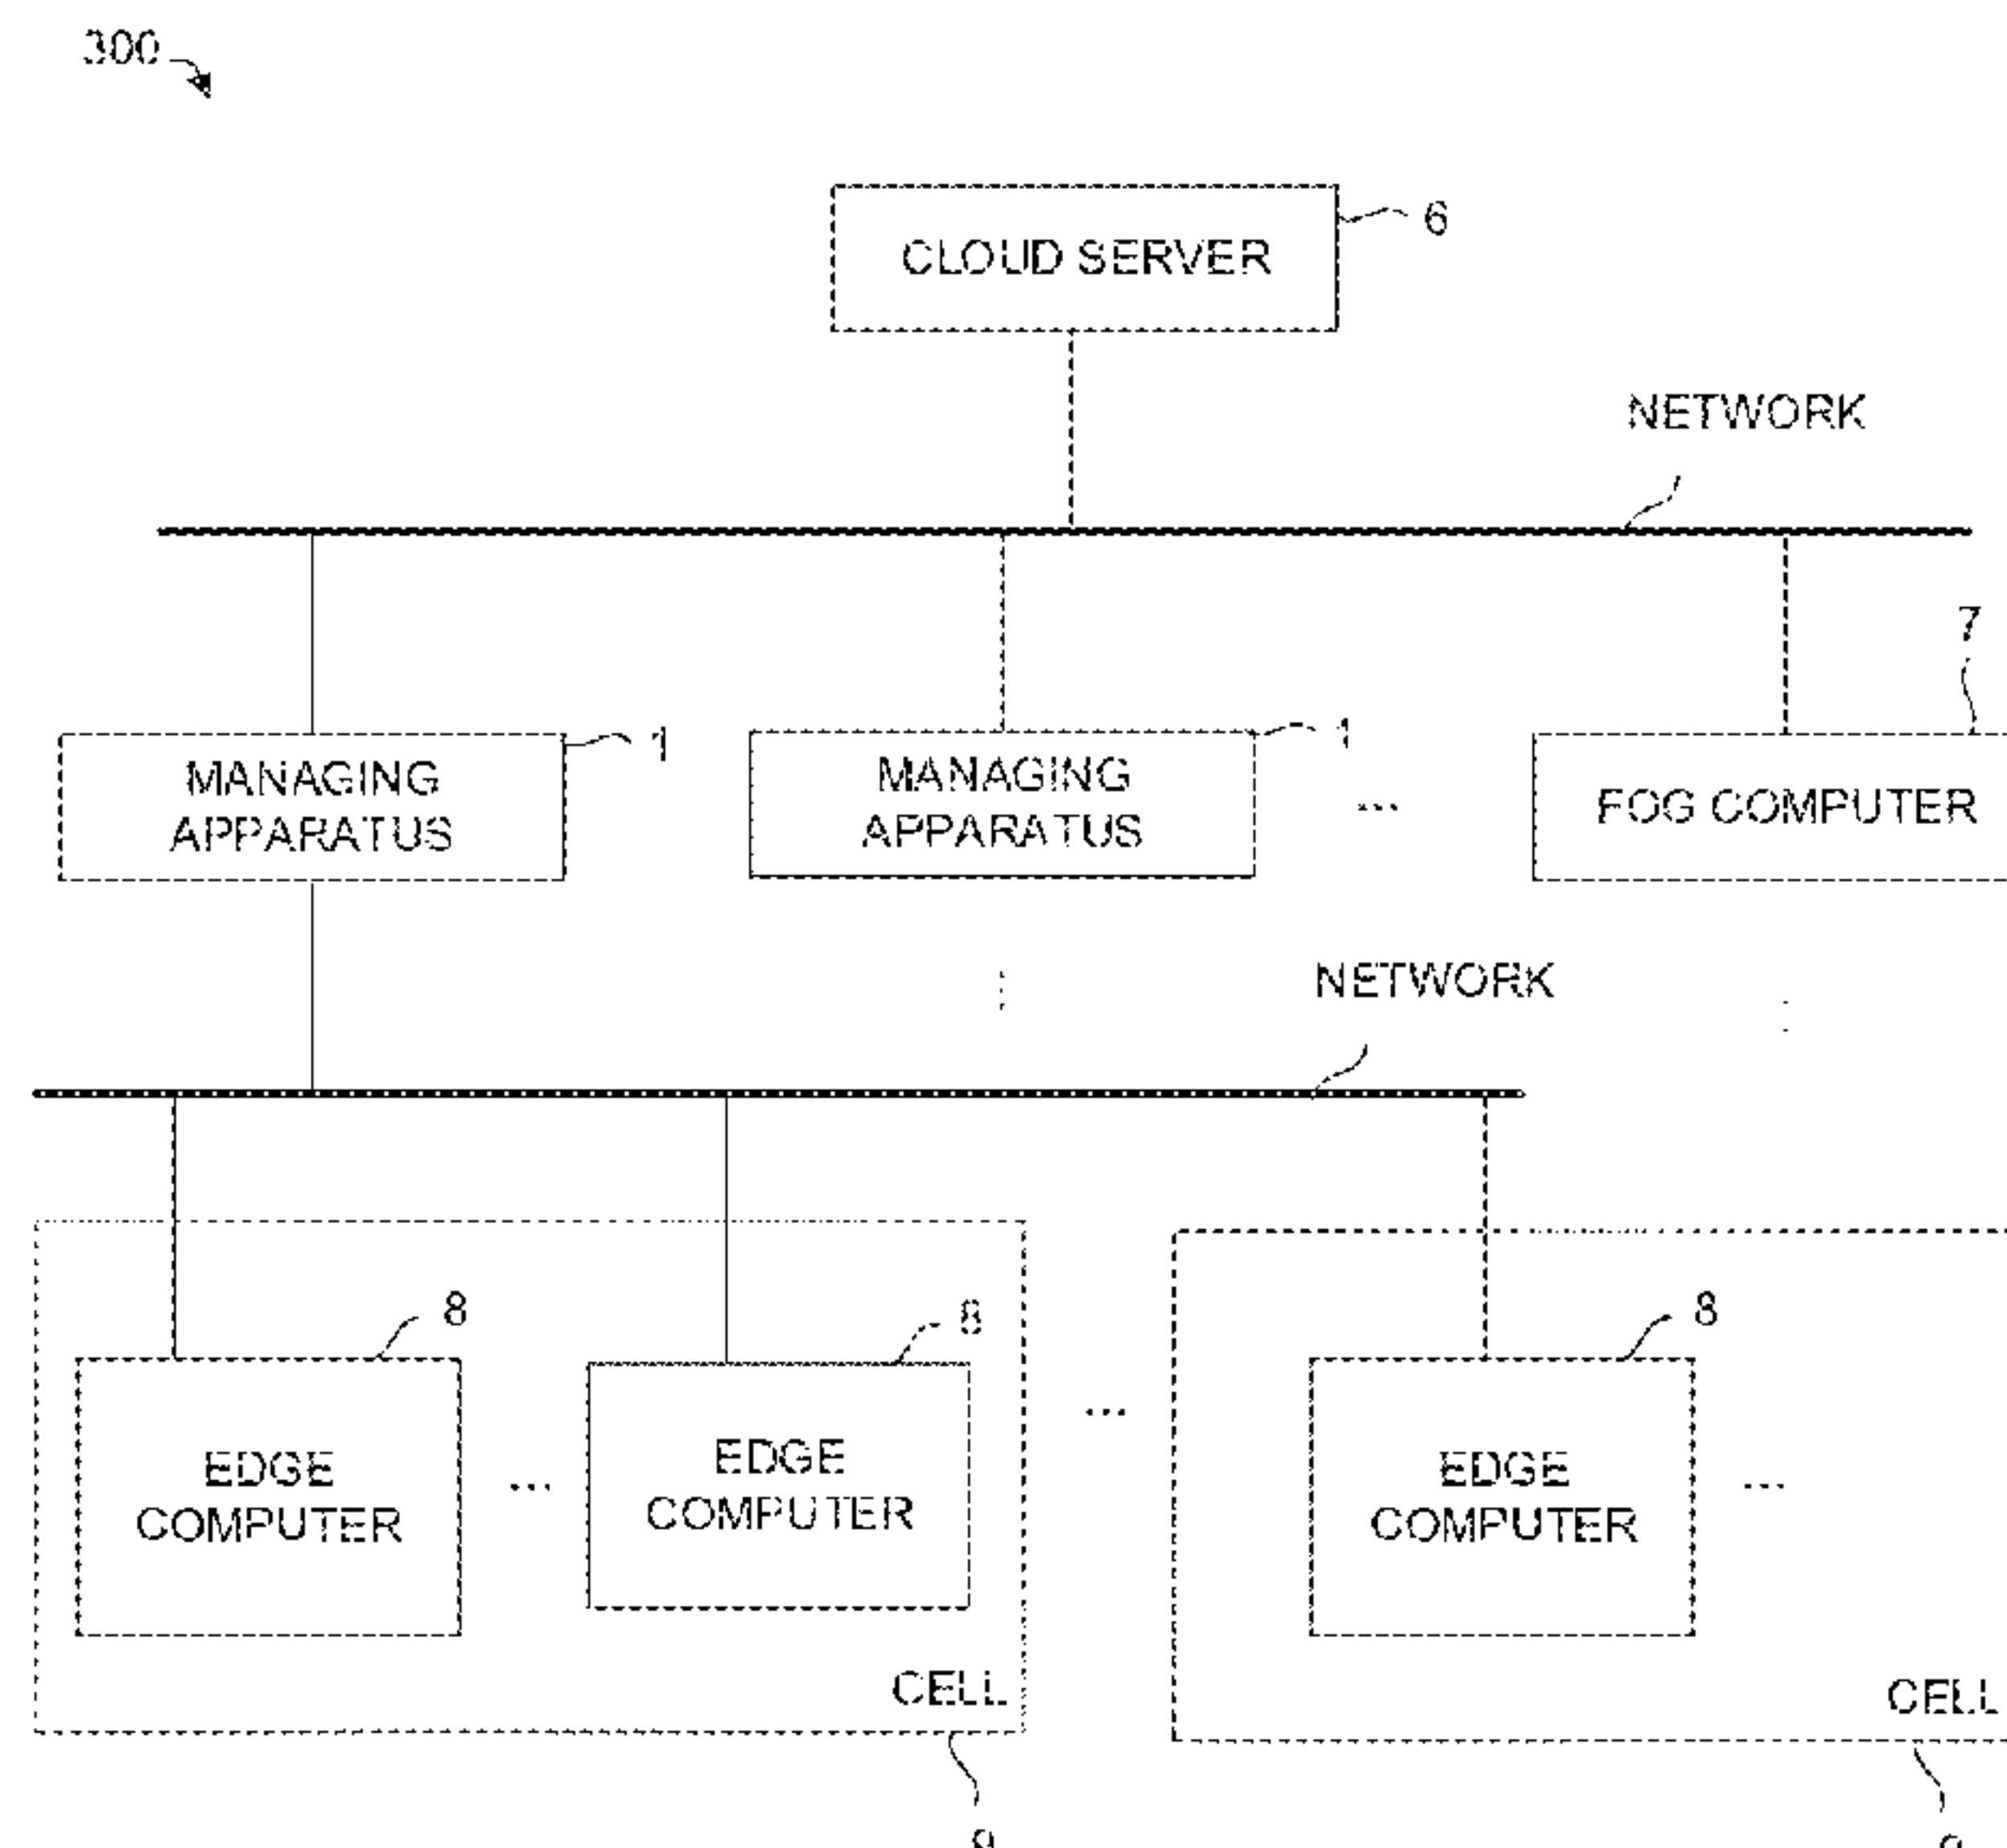 300
CLOUD SERVER
6
NETWORK
7
MANAGING
APPARATUS
1
MANAGING
APPARATUS
1
...
FOG COMPUTER
NETWORK
8
8
8
EDGE
COMPUTER
...
EDGE
COMPUTER
...
EDGE
COMPUTER
...
CELL
CELL